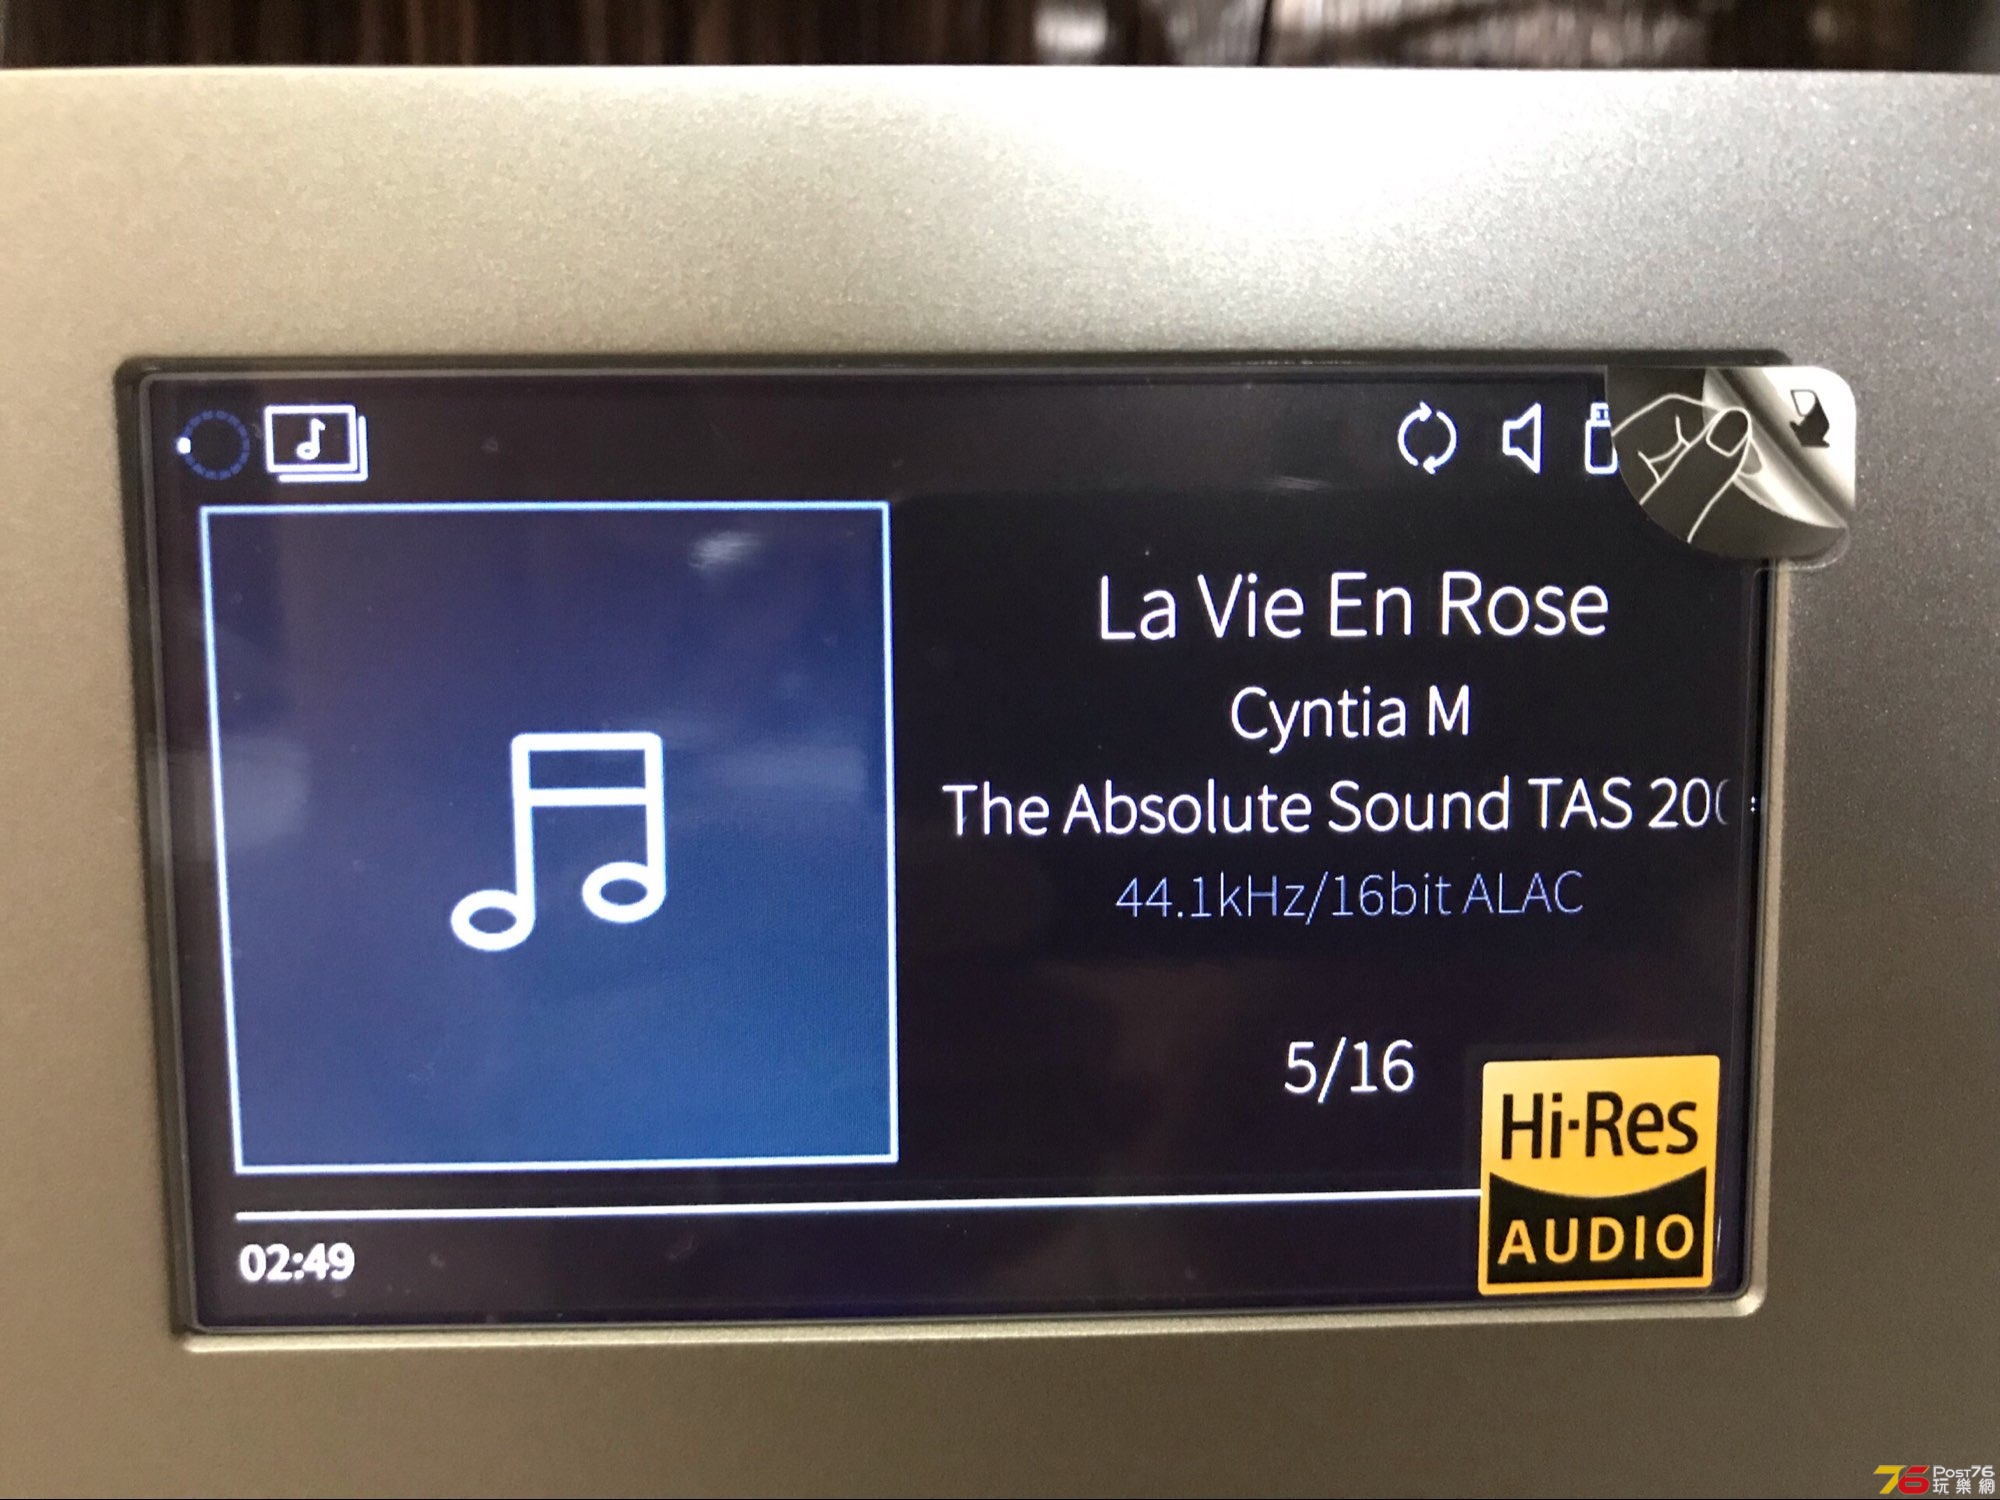 La Vie En Rose
Cyntia M
The Absolute Sound TAS 20
44.1kHz/16bit ALAC
5/16
Hi-Res
AUDIO
02:49
76 POST76
玩樂網